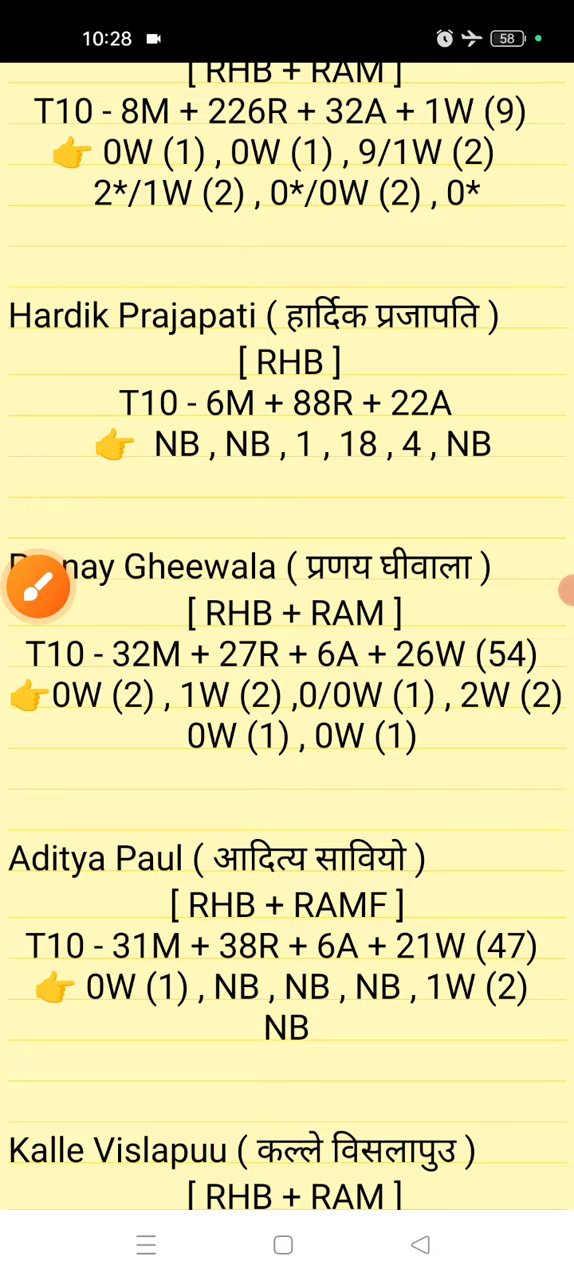 10:28
58
[ RHB + RAM ]
T10 - 8M + 226R + 32A + 1W (9)
👉 0W (1) , 0W (1) , 9/1W (2)
2*/1W (2) , 0*/0W (2) , 0*
Hardik Prajapati ( हार्दिक प्रजापति )
[ RHB ]
T10 - 6M + 88R + 22A
👉 NB , NB , 1 , 18 , 4 , NB
Gheewala ( प्रणय घीवाला )
[ RHB + RAM ]
T10 - 32M + 27R + 6A + 26W (54)
👉0W (2) , 1W (2) ,0/0W (1) , 2W (2)
0W (1) , 0W (1)
Aditya Paul ( आदित्य सावियो )
[ RHB + RAMF ]
T10 - 31M + 38R + 6A + 21W (47)
👉 0W (1) , NB , NB , NB , 1W (2)
NB
Kalle Vislapuu ( कल्ले विसलापुउ )
[ RHB + RAM ]